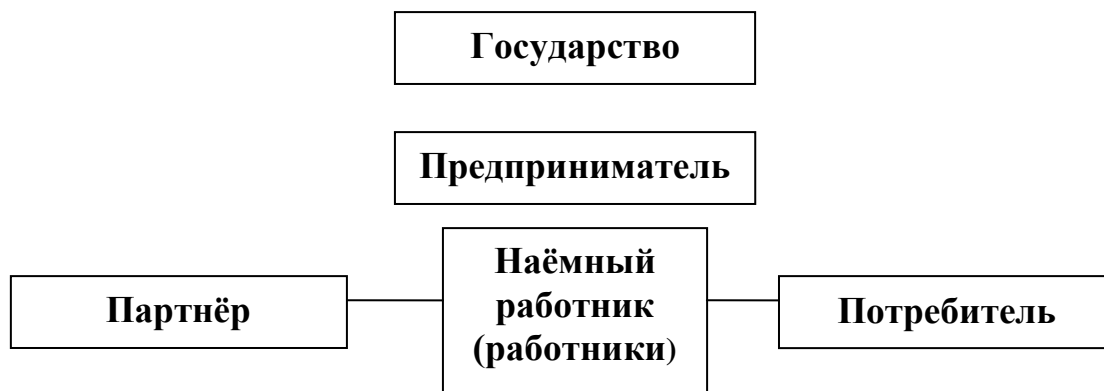 Государство
Предприниматель
Партнёр
Наёмный
работник
(работники)
Потребитель